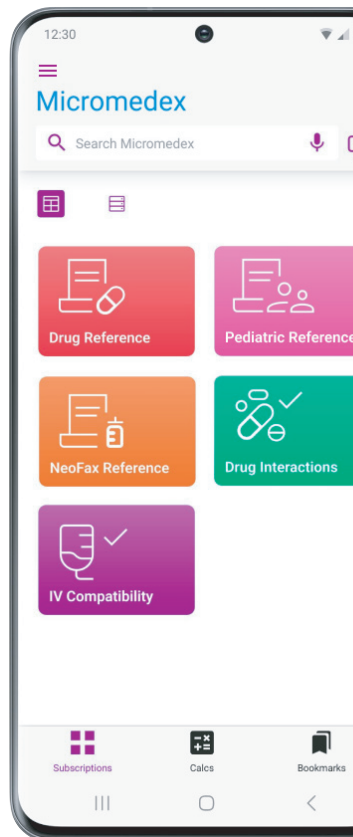 12:30
Micromedex
Search Micromedex
Drug Reference
Pediatric Reference
NeoFax Reference
Drug Interactions
IV Compatibility
Subscriptions
Calcs
Bookmarks